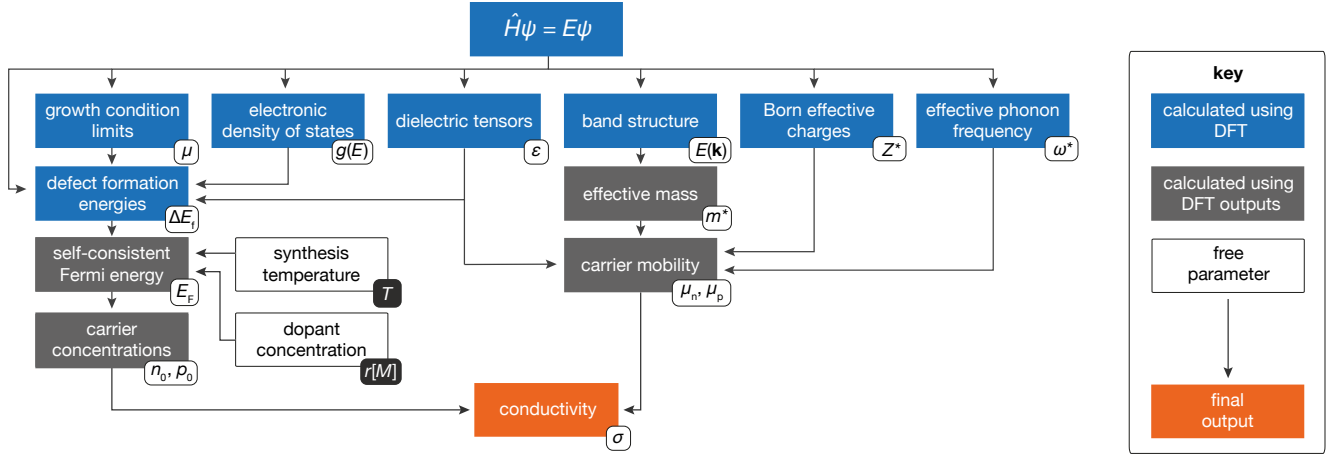 Ĥψ = Eψ
growth condition
limits
μ
electronic
density of states
g(E)
dielectric tensors
ε
band structure
E(k)
Born effective
charges
Z*
effective phonon
frequency
ω*
defect formation
energies
ΔEf
effective mass
m*
self-consistent
Fermi energy
EF
synthesis
temperature
T
carrier mobility
μn, μp
carrier
concentrations
n0, p0
dopant
concentration
r[M]
conductivity
σ
key
calculated using
DFT
calculated using
DFT outputs
free
parameter
final
output